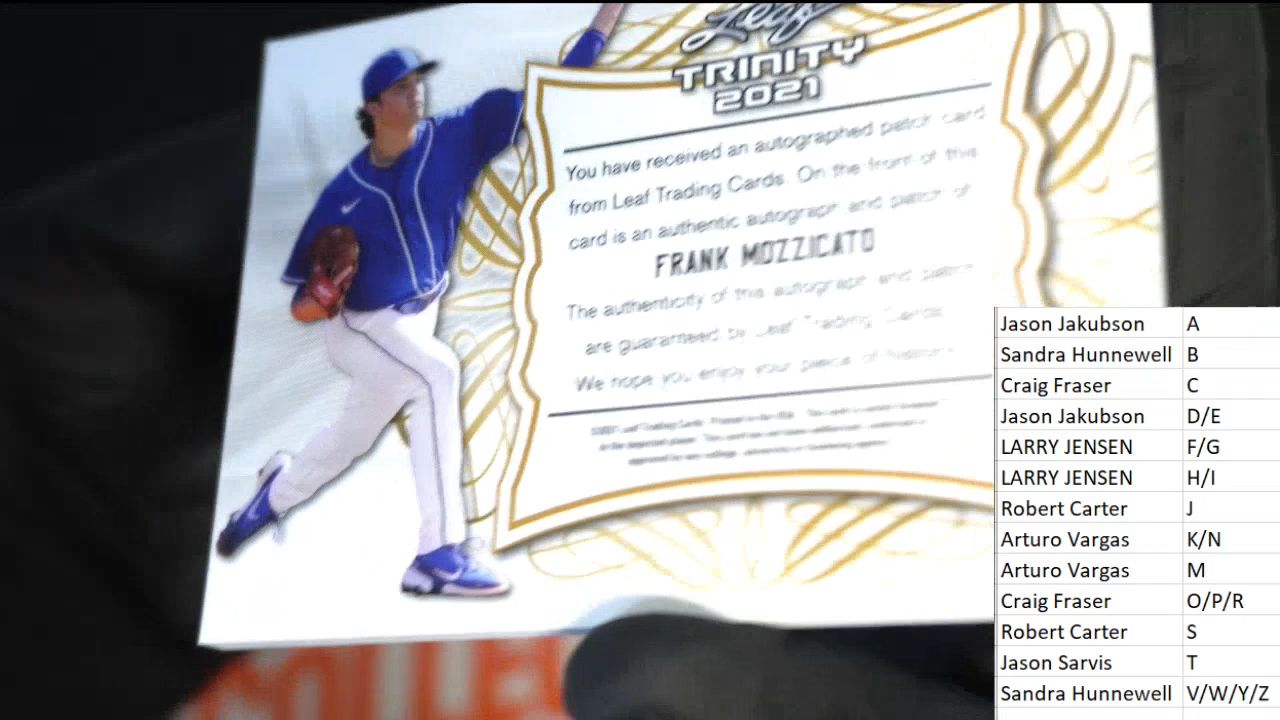 Leaf
TRINITY
2021
You have received an autographed patch card
from Leaf Trading Cards. On the front of this
card is an authentic autograph and patch of
FRANK MOZZICATO
The authenticity of this autograph and patch
are guaranteed by Leaf Trading Cards.
We hope you enjoy your piece of history.
Jason Jakubson A
Sandra Hunnewell B
Craig Fraser C
Jason Jakubson D/E
LARRY JENSEN F/G
LARRY JENSEN H/I
Robert Carter J
Arturo Vargas K/N
Arturo Vargas M
Craig Fraser O/P/R
Robert Carter S
Jason Sarvis T
Sandra Hunnewell V/W/Y/Z